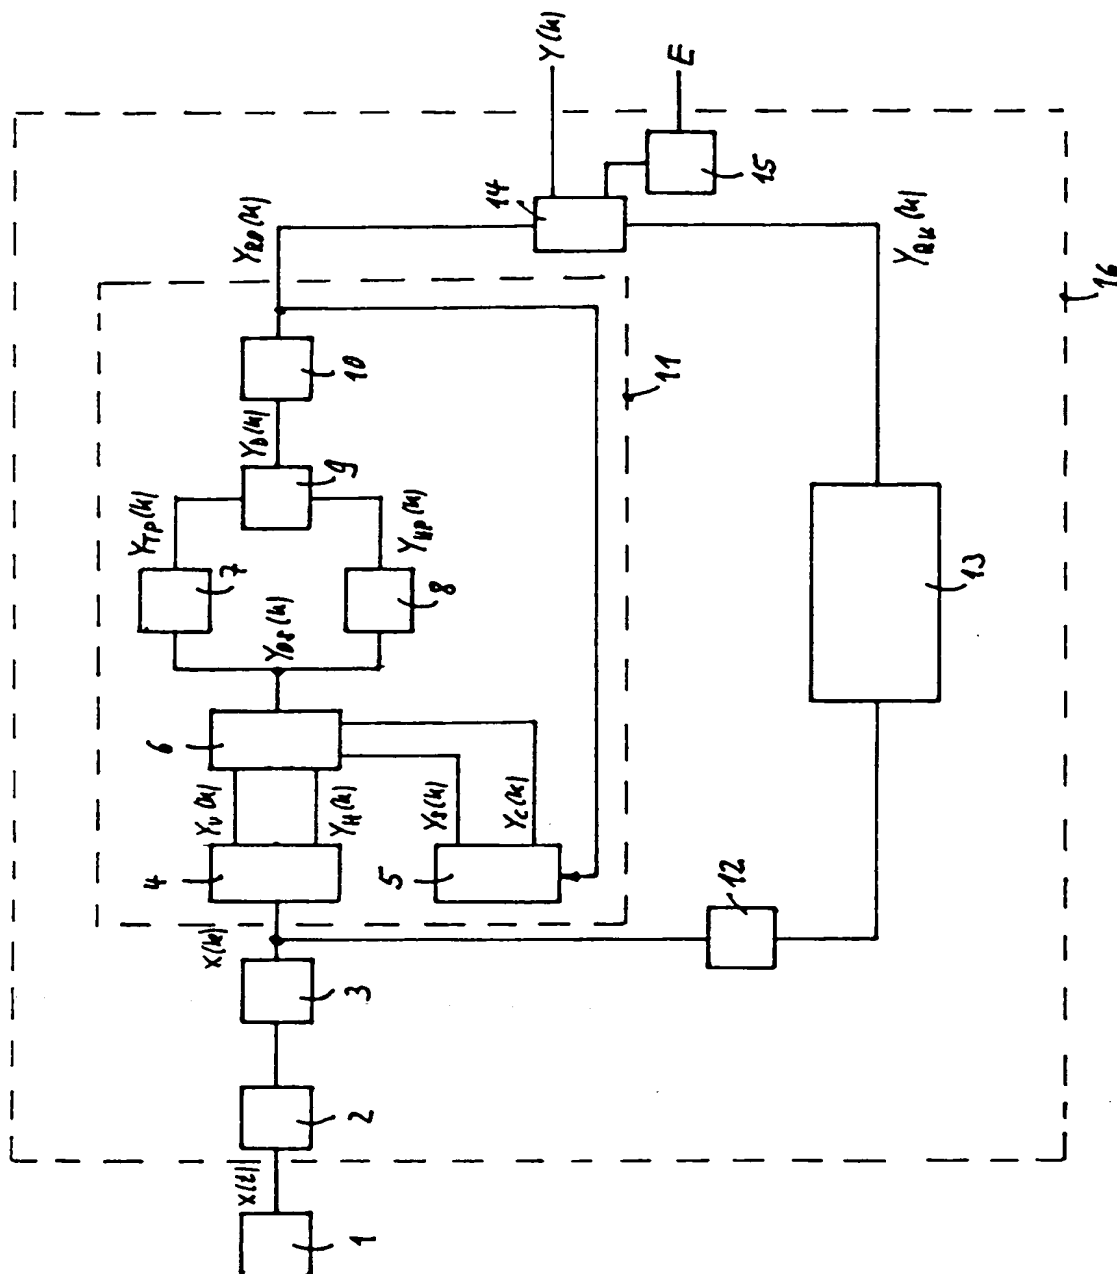 1
X(t)
2
3
X(k)
4
Y_V(k)
Y_H(k)
5
Y_S(k)
Y_C(k)
6
Y_DS(k)
7
8
Y_TP(k)
Y_HP(k)
9
Y_D(k)
10
11
12
13
Y_RD(k)
Y_RK(k)
14
15
Y(k)
E
16